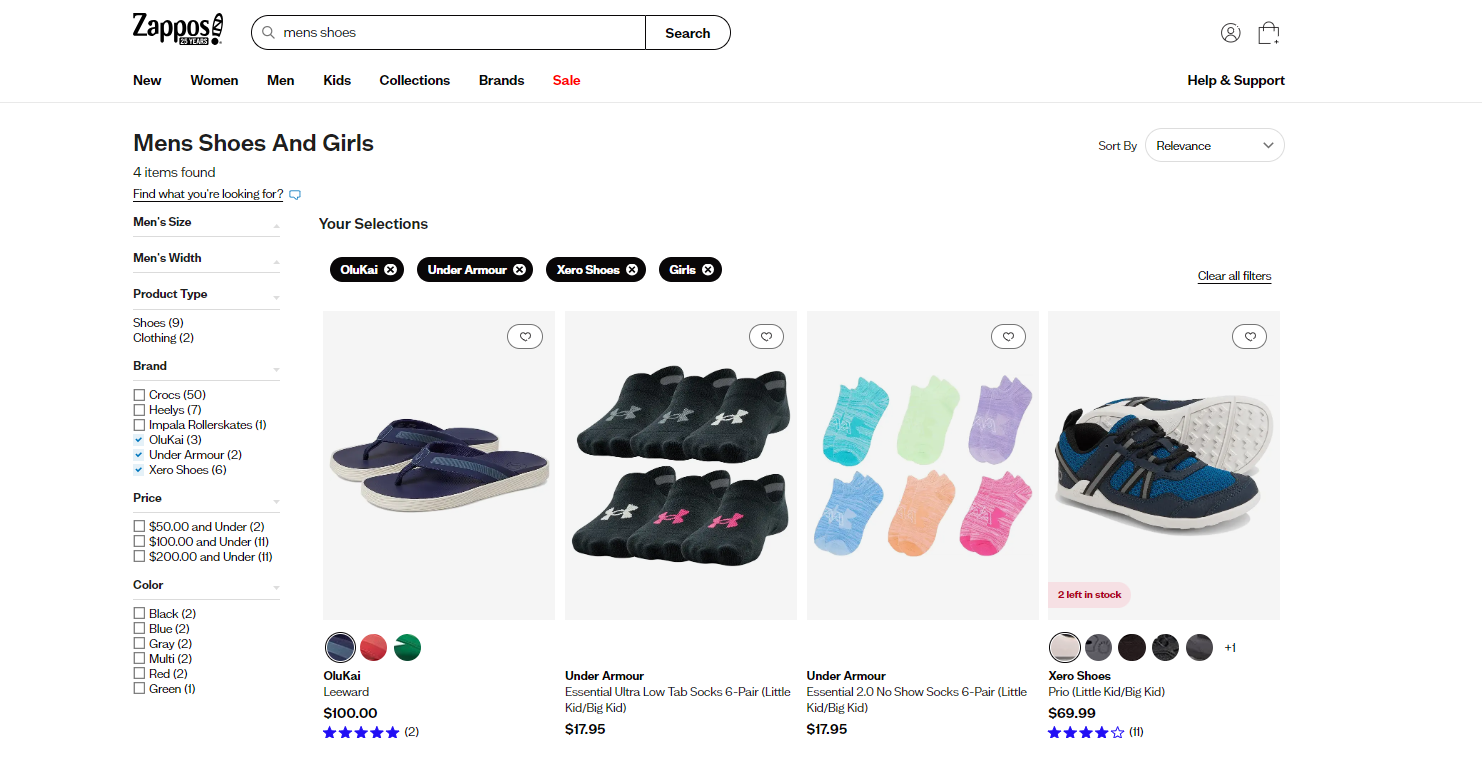 Zappos!
25 YEARS
mens shoes
Search
New
Women
Men
Kids
Collections
Brands
Sale
Help & Support
Mens Shoes And Girls
4 items found
Find what you're looking for?
Sort By
Relevance
Men's Size
Men's Width
Product Type
Shoes (9)
Clothing (2)
Brand
Crocs (50)
Heelys (7)
Impala Rollerskates (1)
OluKai (3)
Under Armour (2)
Xero Shoes (6)
Price
$50.00 and Under (2)
$100.00 and Under (11)
$200.00 and Under (11)
Color
Black (2)
Blue (2)
Gray (2)
Multi (2)
Red (2)
Green (1)
Your Selections
OluKai
Under Armour
Xero Shoes
Girls
Clear all filters
OluKai
Leeward
$100.00
(2)
Under Armour
Essential Ultra Low Tab Socks 6-Pair (Little
Kid/Big Kid)
$17.95
Under Armour
Essential 2.0 No Show Socks 6-Pair (Little
Kid/Big Kid)
$17.95
2 left in stock
+1
Xero Shoes
Prio (Little Kid/Big Kid)
$69.99
(11)